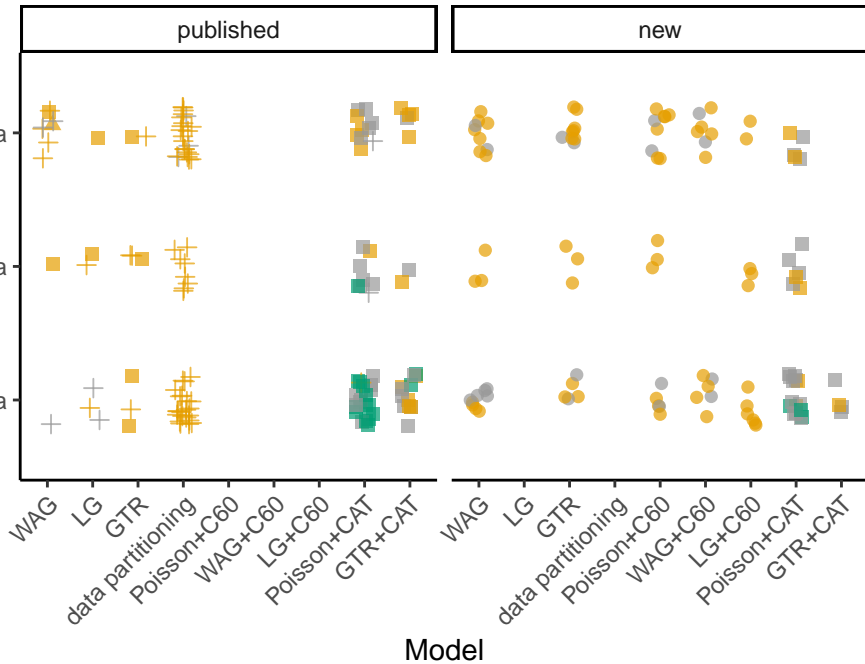 published
new
a
a
a
WAG
LG
GTR
data partitioning
Poisson+C60
WAG+C60
LG+C60
Poisson+CAT
GTR+CAT
WAG
LG
GTR
data partitioning
Poisson+C60
WAG+C60
LG+C60
Poisson+CAT
GTR+CAT
Model